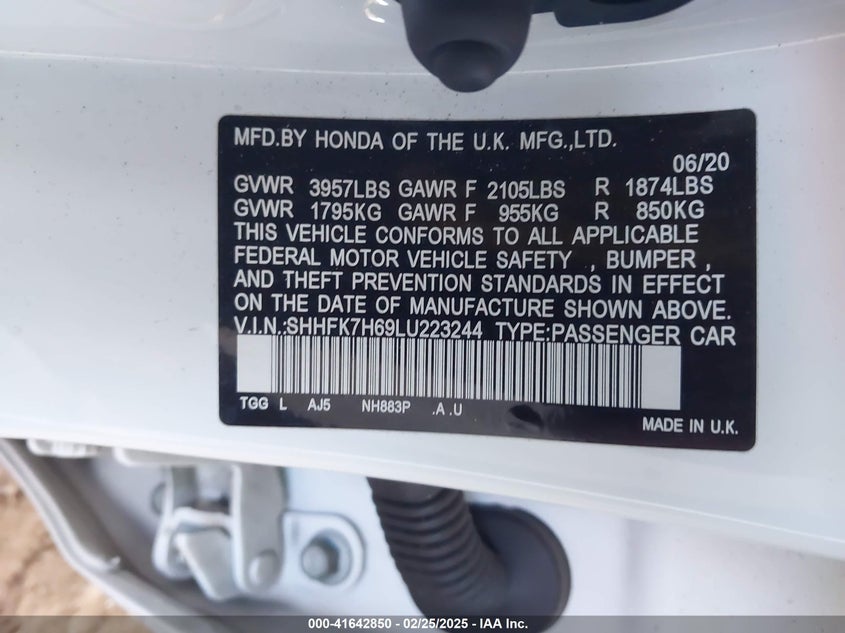 MFD.BY HONDA OF THE U.K. MFG.,LTD.
06/20
GVWR 3957LBS GAWR F 2105LBS R 1874LBS
GVWR 1795KG GAWR F 955KG R 850KG
THIS VEHICLE CONFORMS TO ALL APPLICABLE
FEDERAL MOTOR VEHICLE SAFETY , BUMPER ,
AND THEFT PREVENTION STANDARDS IN EFFECT
ON THE DATE OF MANUFACTURE SHOWN ABOVE.
V.I.N.:SHHFK7H69LU223244 TYPE:PASSENGER CAR
TGG L AJ5 NH883P .A .U
MADE IN U.K.
000-41642850 - 02/25/2025 - IAA Inc.